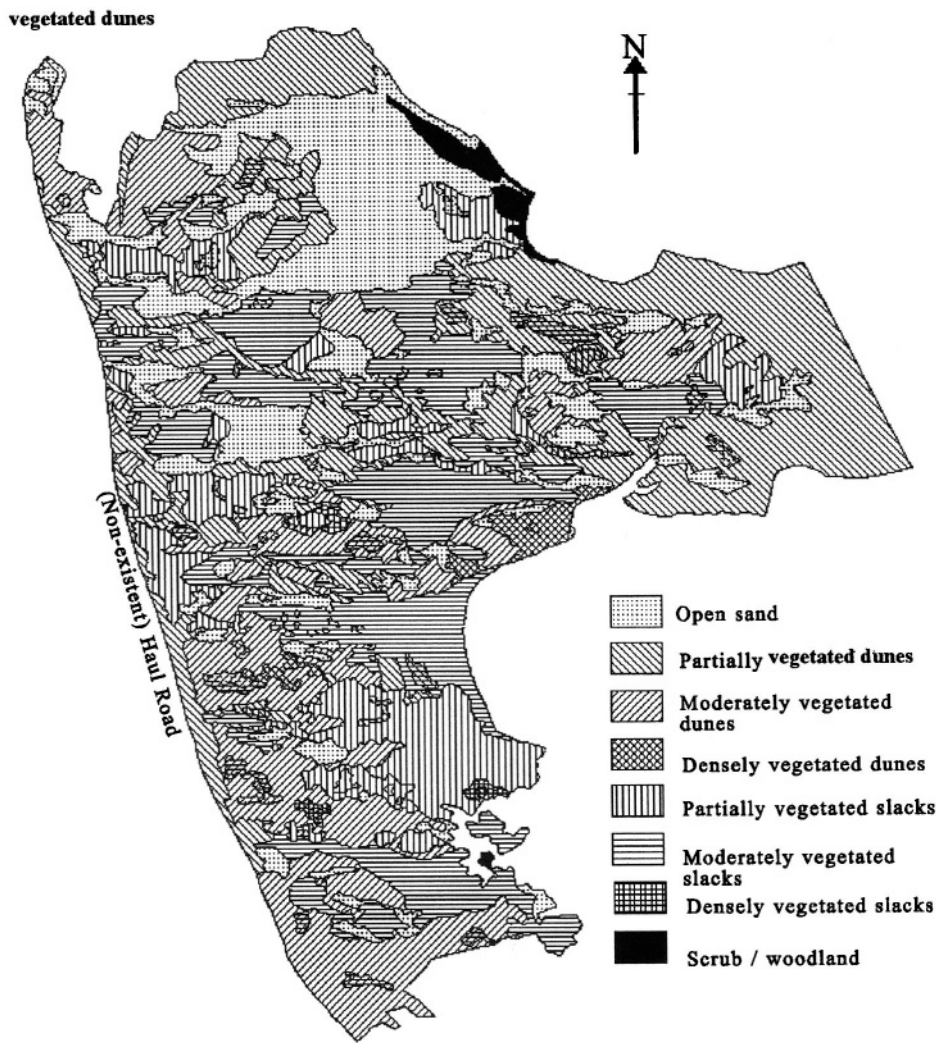 vegetated dunes
N
(Non-existent) Haul Road
Open sand
Partially vegetated dunes
Moderately vegetated
dunes
Densely vegetated dunes
Partially vegetated slacks
Moderately vegetated
slacks
Densely vegetated slacks
Scrub / woodland